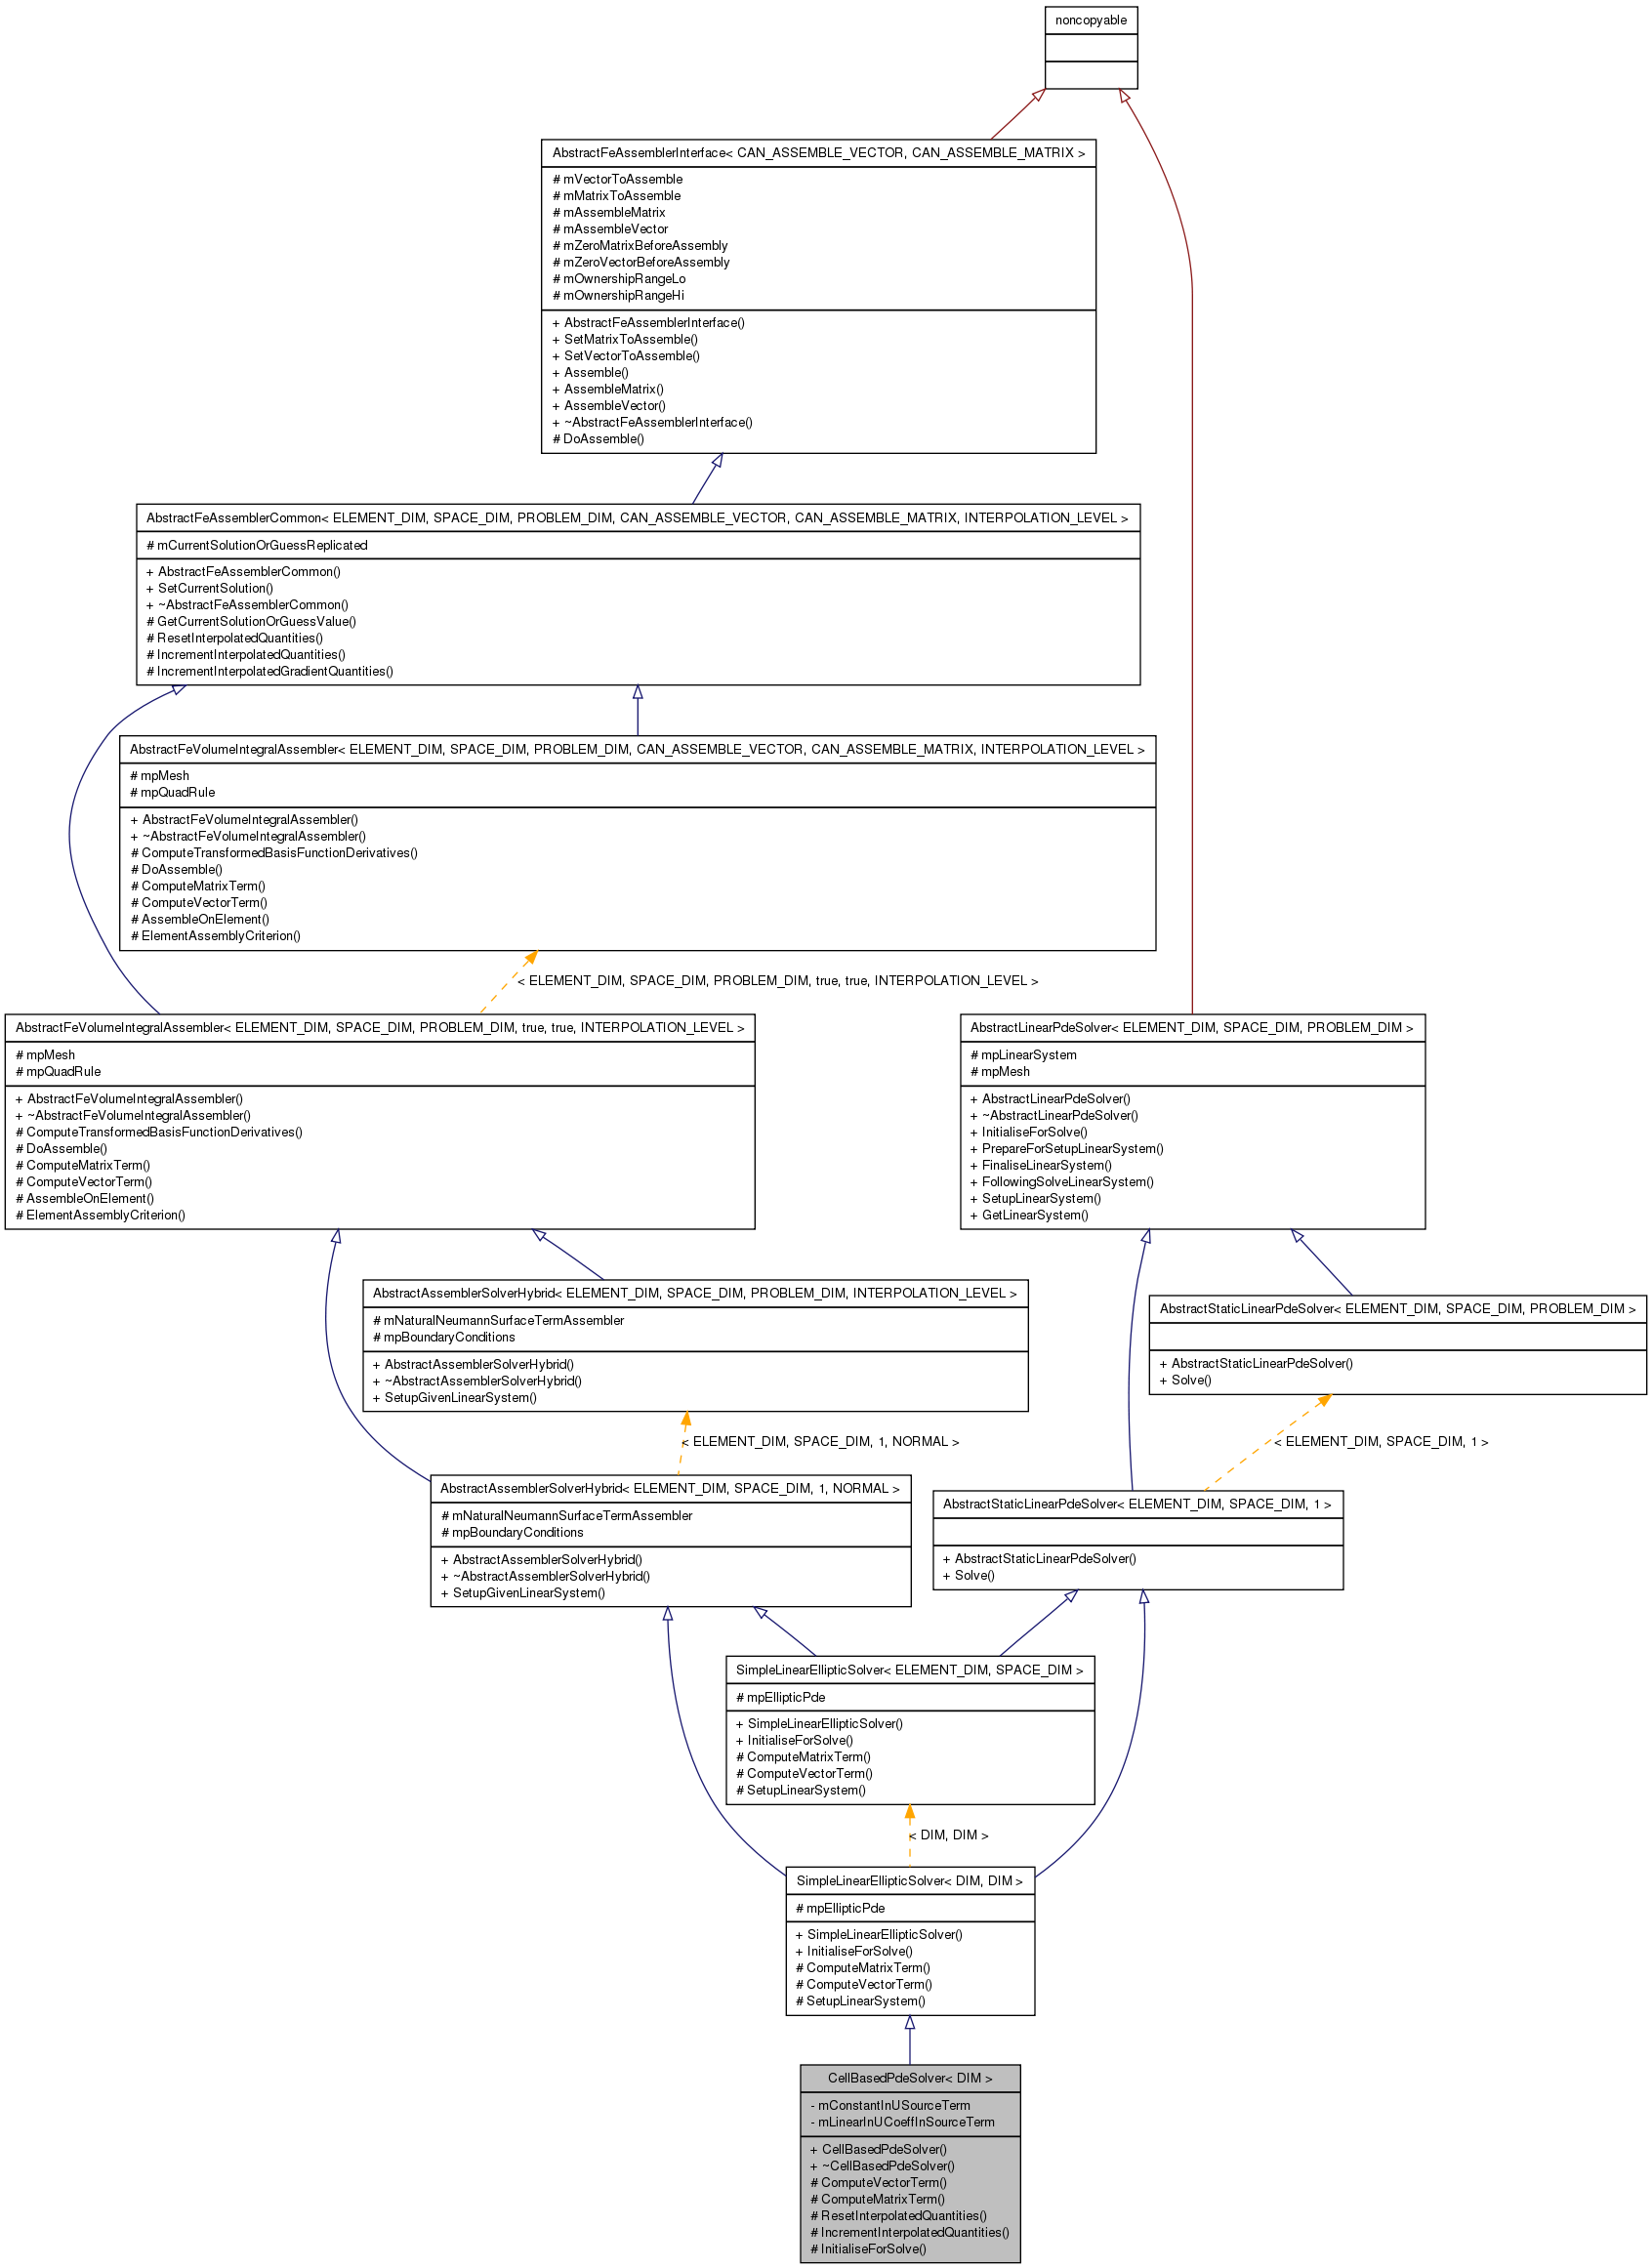 noncopyable
AbstractFeAssemblerInterface< CAN_ASSEMBLE_VECTOR, CAN_ASSEMBLE_MATRIX >
# mVectorToAssemble
# mMatrixToAssemble
# mAssembleMatrix
# mAssembleVector
# mZeroMatrixBeforeAssembly
# mZeroVectorBeforeAssembly
# mOwnershipRangeLo
# mOwnershipRangeHi
+ AbstractFeAssemblerInterface()
+ SetMatrixToAssemble()
+ SetVectorToAssemble()
+ Assemble()
+ AssembleMatrix()
+ AssembleVector()
+ ~AbstractFeAssemblerInterface()
# DoAssemble()
AbstractFeAssemblerCommon< ELEMENT_DIM, SPACE_DIM, PROBLEM_DIM, CAN_ASSEMBLE_VECTOR, CAN_ASSEMBLE_MATRIX, INTERPOLATION_LEVEL >
# mCurrentSolutionOrGuessReplicated
+ AbstractFeAssemblerCommon()
+ SetCurrentSolution()
+ ~AbstractFeAssemblerCommon()
# GetCurrentSolutionOrGuessValue()
# ResetInterpolatedQuantities()
# IncrementInterpolatedQuantities()
# IncrementInterpolatedGradientQuantities()
AbstractFeVolumeIntegralAssembler< ELEMENT_DIM, SPACE_DIM, PROBLEM_DIM, CAN_ASSEMBLE_VECTOR, CAN_ASSEMBLE_MATRIX, INTERPOLATION_LEVEL >
# mpMesh
# mpQuadRule
+ AbstractFeVolumeIntegralAssembler()
+ ~AbstractFeVolumeIntegralAssembler()
# ComputeTransformedBasisFunctionDerivatives()
# DoAssemble()
# ComputeMatrixTerm()
# ComputeVectorTerm()
# AssembleOnElement()
# ElementAssemblyCriterion()
< ELEMENT_DIM, SPACE_DIM, PROBLEM_DIM, true, true, INTERPOLATION_LEVEL >
AbstractFeVolumeIntegralAssembler< ELEMENT_DIM, SPACE_DIM, PROBLEM_DIM, true, true, INTERPOLATION_LEVEL >
# mpMesh
# mpQuadRule
+ AbstractFeVolumeIntegralAssembler()
+ ~AbstractFeVolumeIntegralAssembler()
# ComputeTransformedBasisFunctionDerivatives()
# DoAssemble()
# ComputeMatrixTerm()
# ComputeVectorTerm()
# AssembleOnElement()
# ElementAssemblyCriterion()
AbstractLinearPdeSolver< ELEMENT_DIM, SPACE_DIM, PROBLEM_DIM >
# mpLinearSystem
# mpMesh
+ AbstractLinearPdeSolver()
+ ~AbstractLinearPdeSolver()
+ InitialiseForSolve()
+ PrepareForSetupLinearSystem()
+ FinaliseLinearSystem()
+ FollowingSolveLinearSystem()
+ SetupLinearSystem()
+ GetLinearSystem()
AbstractAssemblerSolverHybrid< ELEMENT_DIM, SPACE_DIM, PROBLEM_DIM, INTERPOLATION_LEVEL >
# mNaturalNeumannSurfaceTermAssembler
# mpBoundaryConditions
+ AbstractAssemblerSolverHybrid()
+ ~AbstractAssemblerSolverHybrid()
+ SetupGivenLinearSystem()
AbstractStaticLinearPdeSolver< ELEMENT_DIM, SPACE_DIM, PROBLEM_DIM >
+ AbstractStaticLinearPdeSolver()
+ Solve()
< ELEMENT_DIM, SPACE_DIM, 1, NORMAL >
< ELEMENT_DIM, SPACE_DIM, 1 >
AbstractAssemblerSolverHybrid< ELEMENT_DIM, SPACE_DIM, 1, NORMAL >
# mNaturalNeumannSurfaceTermAssembler
# mpBoundaryConditions
+ AbstractAssemblerSolverHybrid()
+ ~AbstractAssemblerSolverHybrid()
+ SetupGivenLinearSystem()
AbstractStaticLinearPdeSolver< ELEMENT_DIM, SPACE_DIM, 1 >
+ AbstractStaticLinearPdeSolver()
+ Solve()
SimpleLinearEllipticSolver< ELEMENT_DIM, SPACE_DIM >
# mpEllipticPde
+ SimpleLinearEllipticSolver()
+ InitialiseForSolve()
# ComputeMatrixTerm()
# ComputeVectorTerm()
# SetupLinearSystem()
< DIM, DIM >
SimpleLinearEllipticSolver< DIM, DIM >
# mpEllipticPde
+ SimpleLinearEllipticSolver()
+ InitialiseForSolve()
# ComputeMatrixTerm()
# ComputeVectorTerm()
# SetupLinearSystem()
CellBasedPdeSolver< DIM >
- mConstantInUSourceTerm
- mLinearInUCoeffInSourceTerm
+ CellBasedPdeSolver()
+ ~CellBasedPdeSolver()
# ComputeVectorTerm()
# ComputeMatrixTerm()
# ResetInterpolatedQuantities()
# IncrementInterpolatedQuantities()
# InitialiseForSolve()